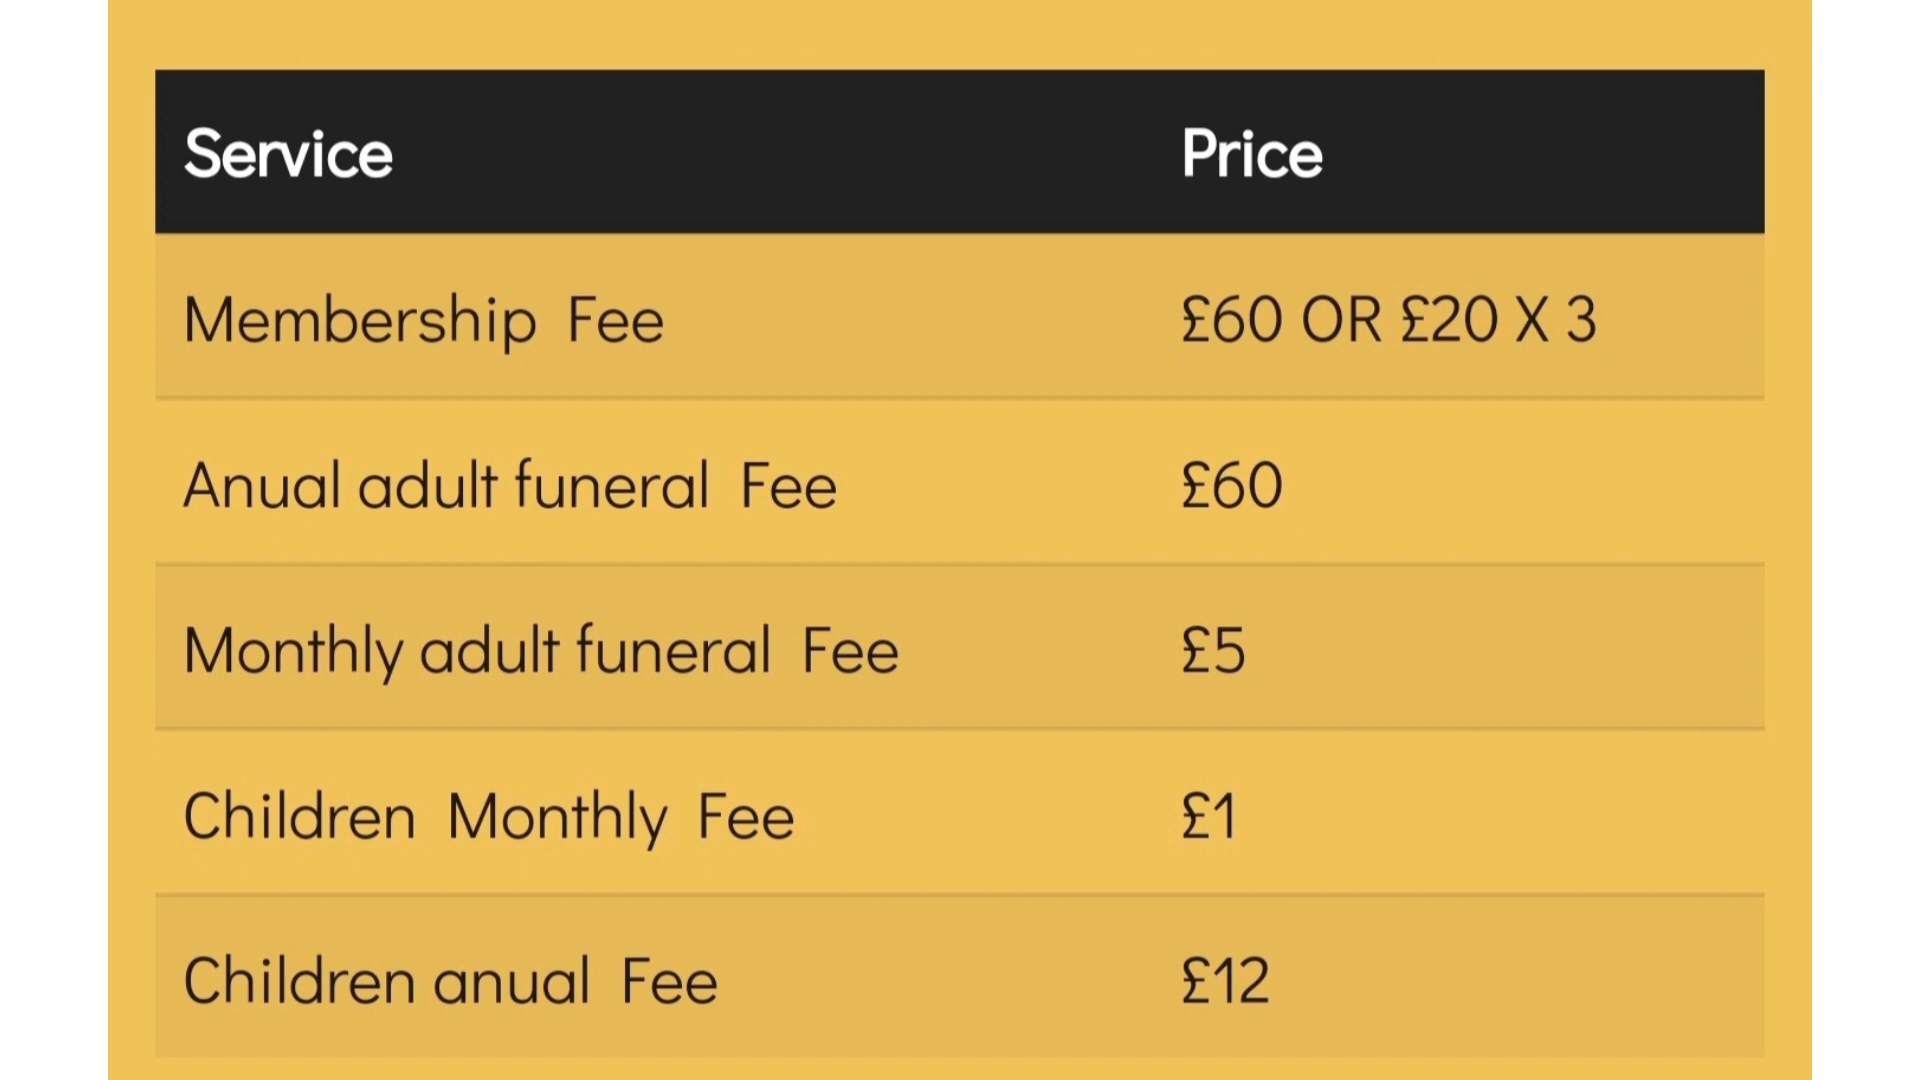 Service Price
Membership Fee £60 OR £20 X 3
Anual adult funeral Fee £60
Monthly adult funeral Fee £5
Children Monthly Fee £1
Children anual Fee £12